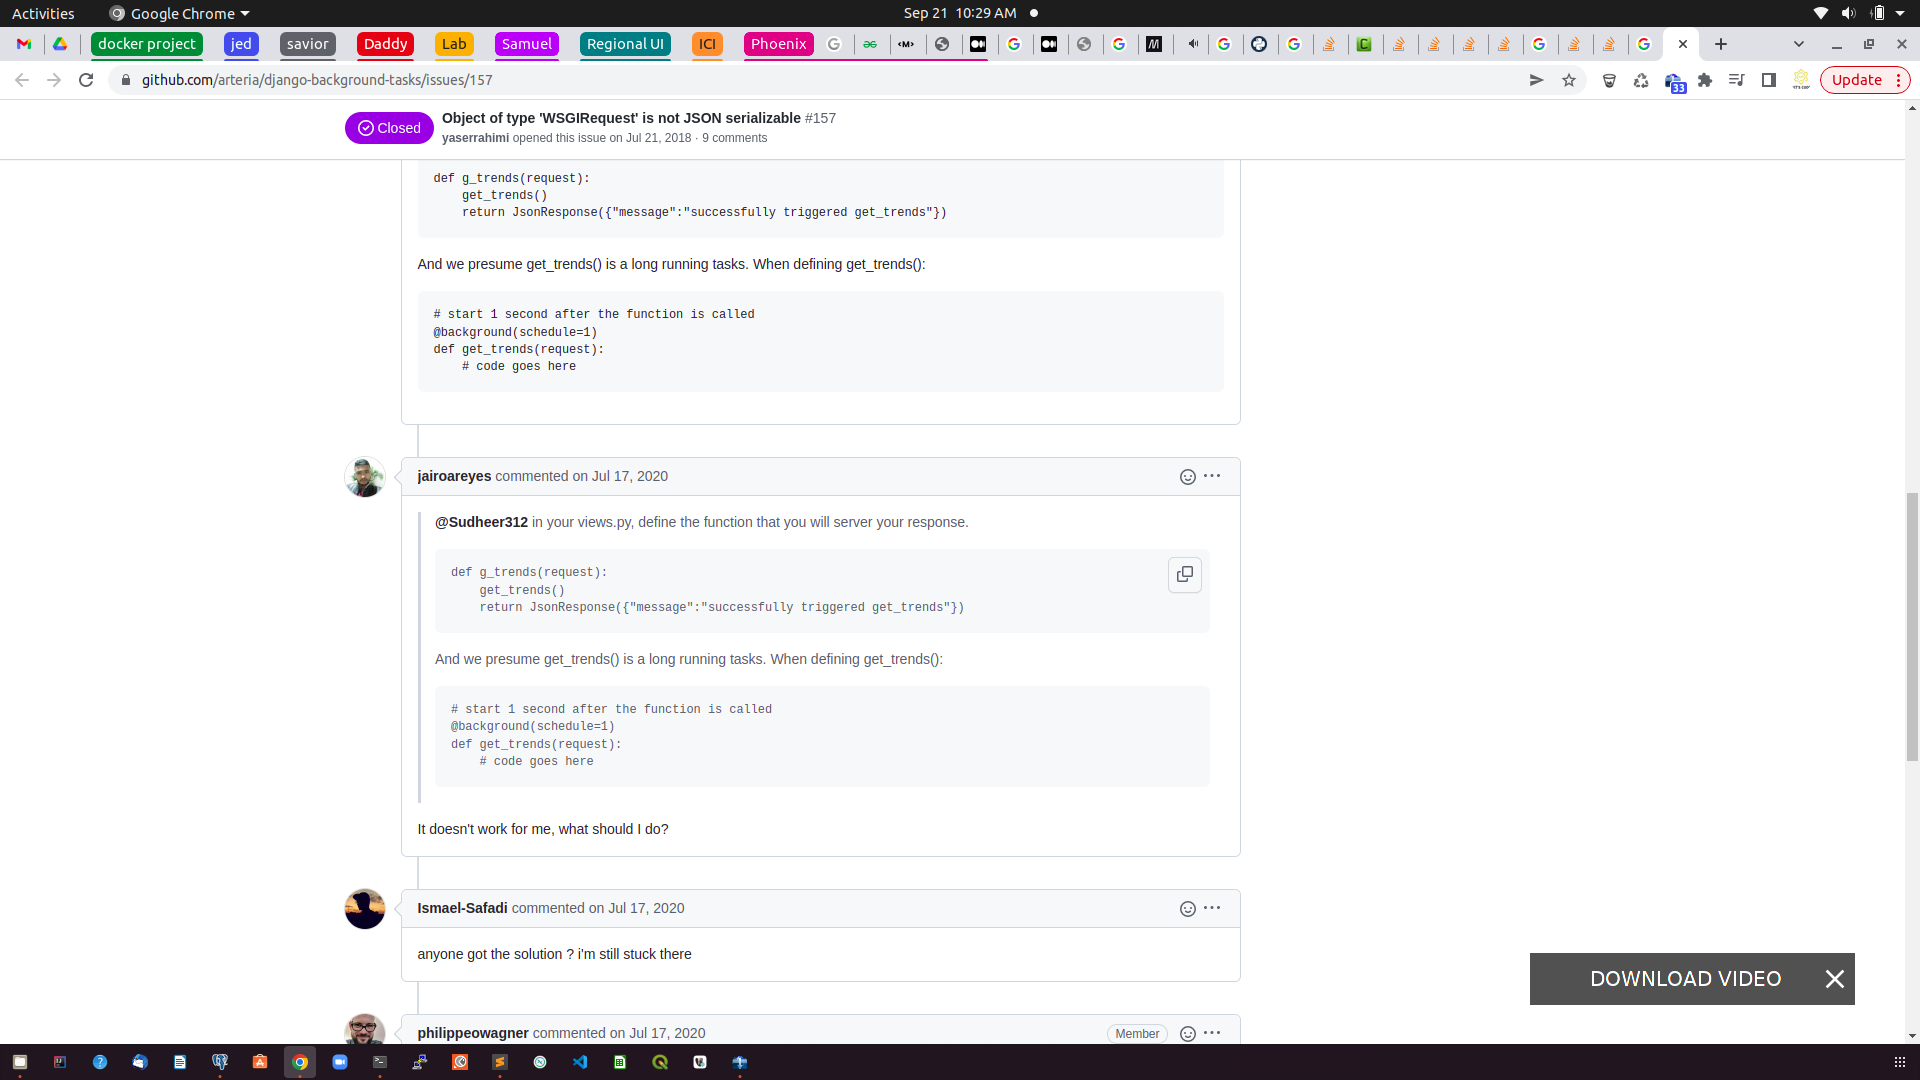 Activities
Google Chrome
Sep 21 10:29 AM
docker project
jed
savior
Daddy
Lab
Samuel
Regional UI
ICI
Phoenix
github.com/arteria/django-background-tasks/issues/157
33
Update
Closed
Object of type 'WSGIRequest' is not JSON serializable #157
yaserrahimi opened this issue on Jul 21, 2018 · 9 comments
def g_trends(request):
    get_trends()
    return JsonResponse({"message":"successfully triggered get_trends"})
And we presume get_trends() is a long running tasks. When defining get_trends():
# start 1 second after the function is called
@background(schedule=1)
def get_trends(request):
    # code goes here
jairoareyes commented on Jul 17, 2020
@Sudheer312 in your views.py, define the function that you will server your response.
def g_trends(request):
    get_trends()
    return JsonResponse({"message":"successfully triggered get_trends"})
And we presume get_trends() is a long running tasks. When defining get_trends():
# start 1 second after the function is called
@background(schedule=1)
def get_trends(request):
    # code goes here
It doesn't work for me, what should I do?
Ismael-Safadi commented on Jul 17, 2020
anyone got the solution ? i'm still stuck there
DOWNLOAD VIDEO
philippeowagner commented on Jul 17, 2020
Member